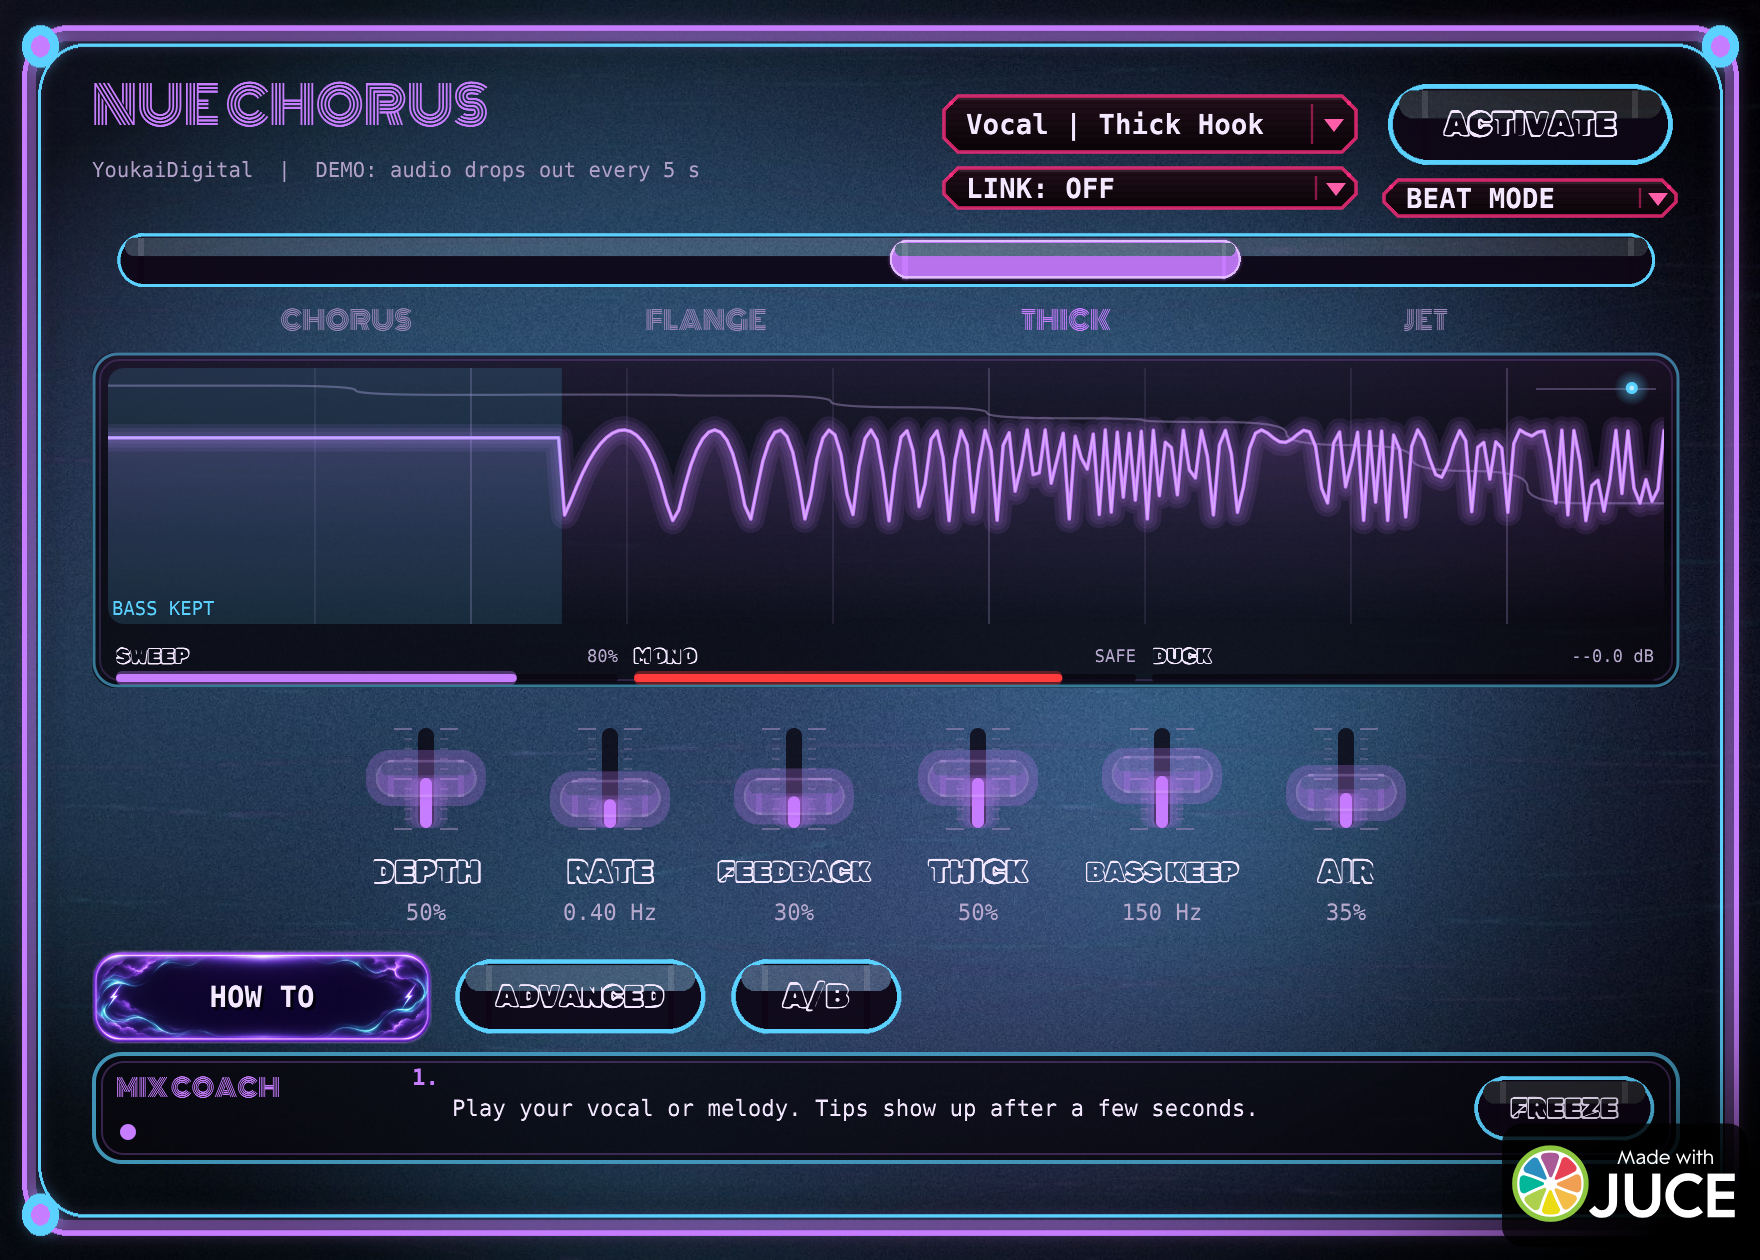 NUE CHORUS
YoukaiDigital | DEMO: audio drops out every 5 s
Vocal | Thick Hook
ACTIVATE
LINK: OFF
BEAT MODE
CHORUS FLANGE THICK JET
BASS KEPT
SWEEP 80% MONO SAFE DUCK --0.0 dB
DEPTH RATE FEEDBACK THICK BASS KEEP AIR
50% 0.40 Hz 30% 50% 150 Hz 35%
HOW TO ADVANCED A/B
MIX COACH
1.
Play your vocal or melody. Tips show up after a few seconds.
FREEZE
Made with
JUCE